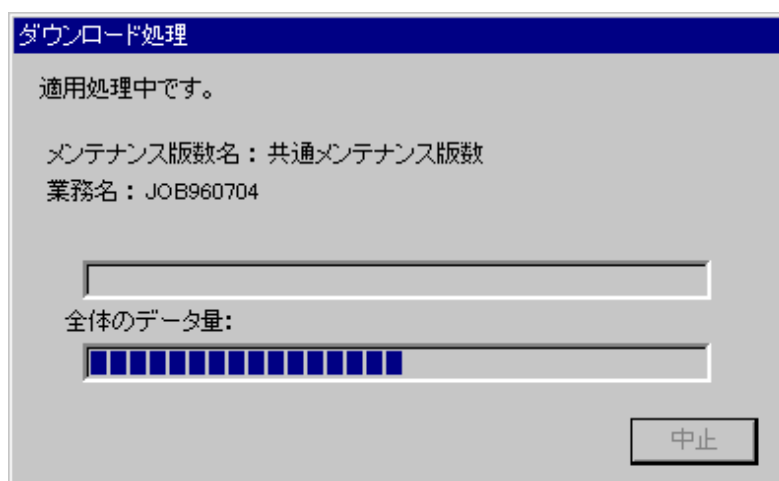 ダウンロード処理
適用処理中です。
メンテナンス版数名：共通メンテナンス版数
業務名：JOB960704
全体のデータ量:
中止